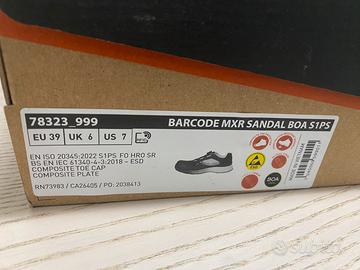 78323_999
BARCODE MXR SANDAL BOA S1PS
EU 39
UK 6
US 7
EN ISO 20345:2022 S1PS FO HRO SR
BS EN IEC 61340-4-3:2018 - ESD
COMPOSITE TOE CAP
COMPOSITE PLATE
RN73983 / CA26405 / PO: 2038413
ESD
BOA
subito